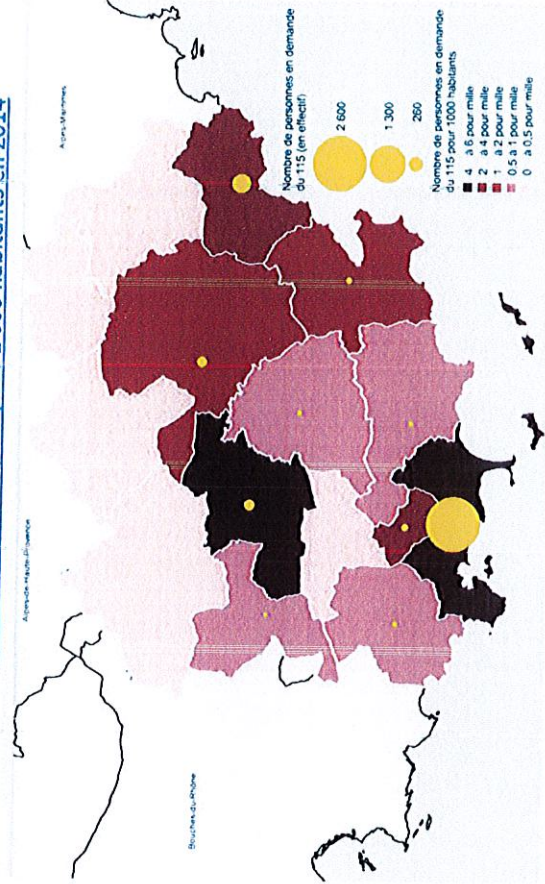 1 000 habitants en 2014
Alpes-de-Haute-Provence
Alpes-Maritimes
Bouches-du-Rhône
Nombre de personnes en demande
du 115 (en effectif)
2 600
1 300
260
Nombre de personnes en demande
du 115 pour 1000 habitants
4 à 6 pour mille
2 à 4 pour mille
1 à 2 pour mille
0.5 à 1 pour mille
0 à 0,5 pour mille